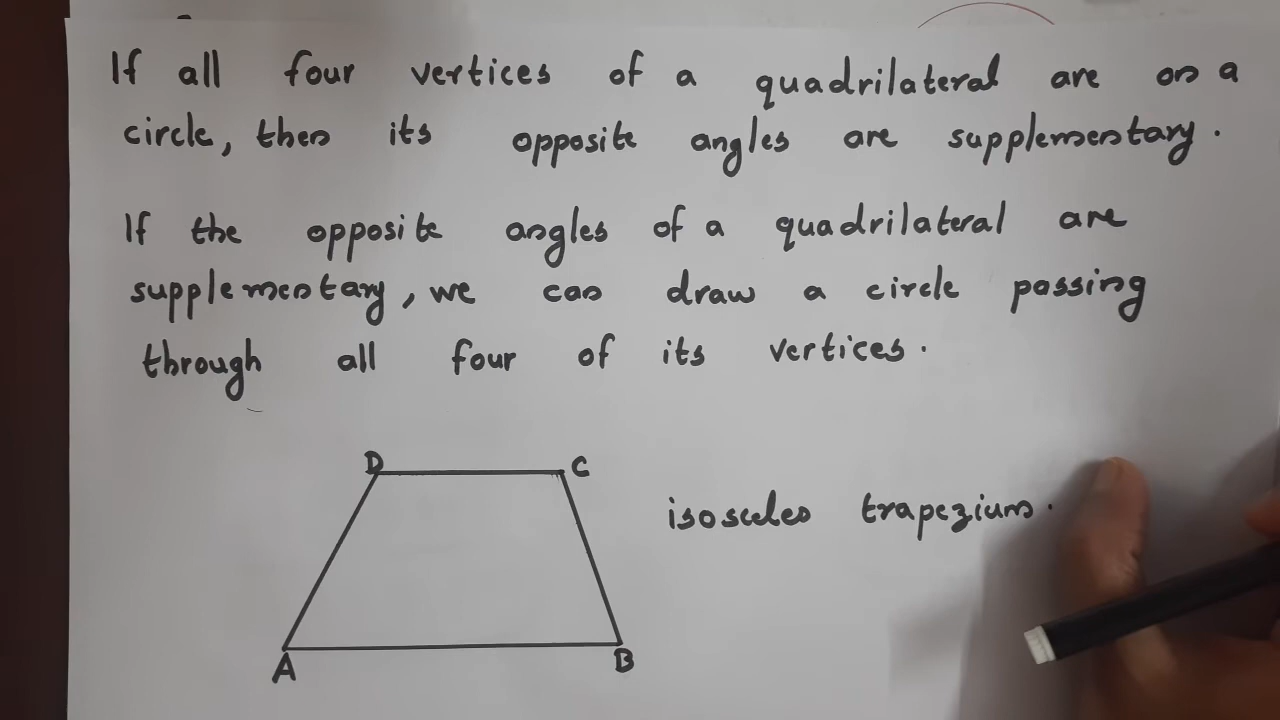 If all four vertices of a quadrilateral are on a
circle, then its opposite angles are supplementary.
If the opposite angles of a quadrilateral are
supplementary, we can draw a circle passing
through all four of its vertices.
D C
isosceles trapezium.
A B